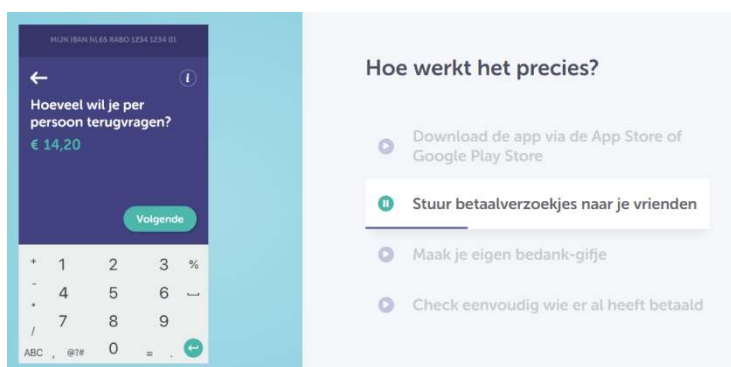 MIJN IBAN NL65 RABO 1234 1234 01
Hoeveel wil je per
persoon terugvragen?
€ 14,20
Volgende
+ 1 2 3 %
- 4 5 6
* 7 8 9
/
ABC , @?# 0 = .
Hoe werkt het precies?
Download de app via de App Store of
Google Play Store
Stuur betaalverzoekjes naar je vrienden
Maak je eigen bedank-gifje
Check eenvoudig wie er al heeft betaald